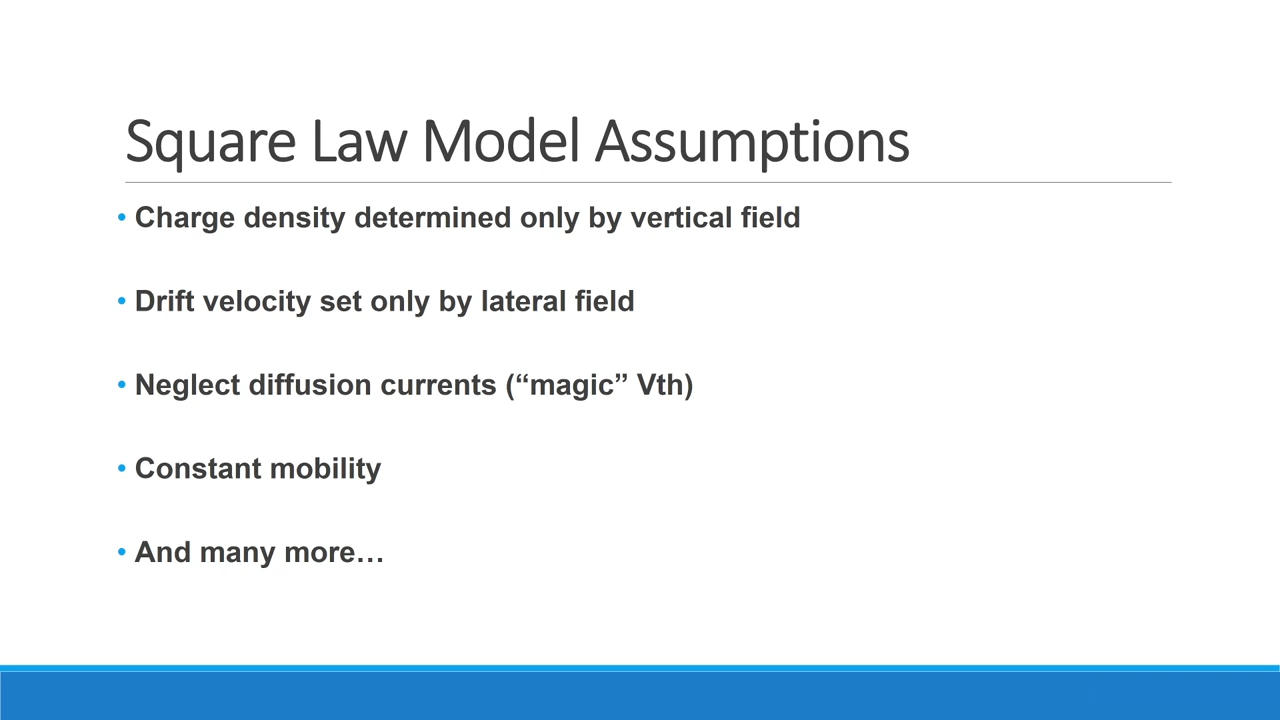 Square Law Model Assumptions
• Charge density determined only by vertical field
• Drift velocity set only by lateral field
• Neglect diffusion currents (“magic” Vth)
• Constant mobility
• And many more…